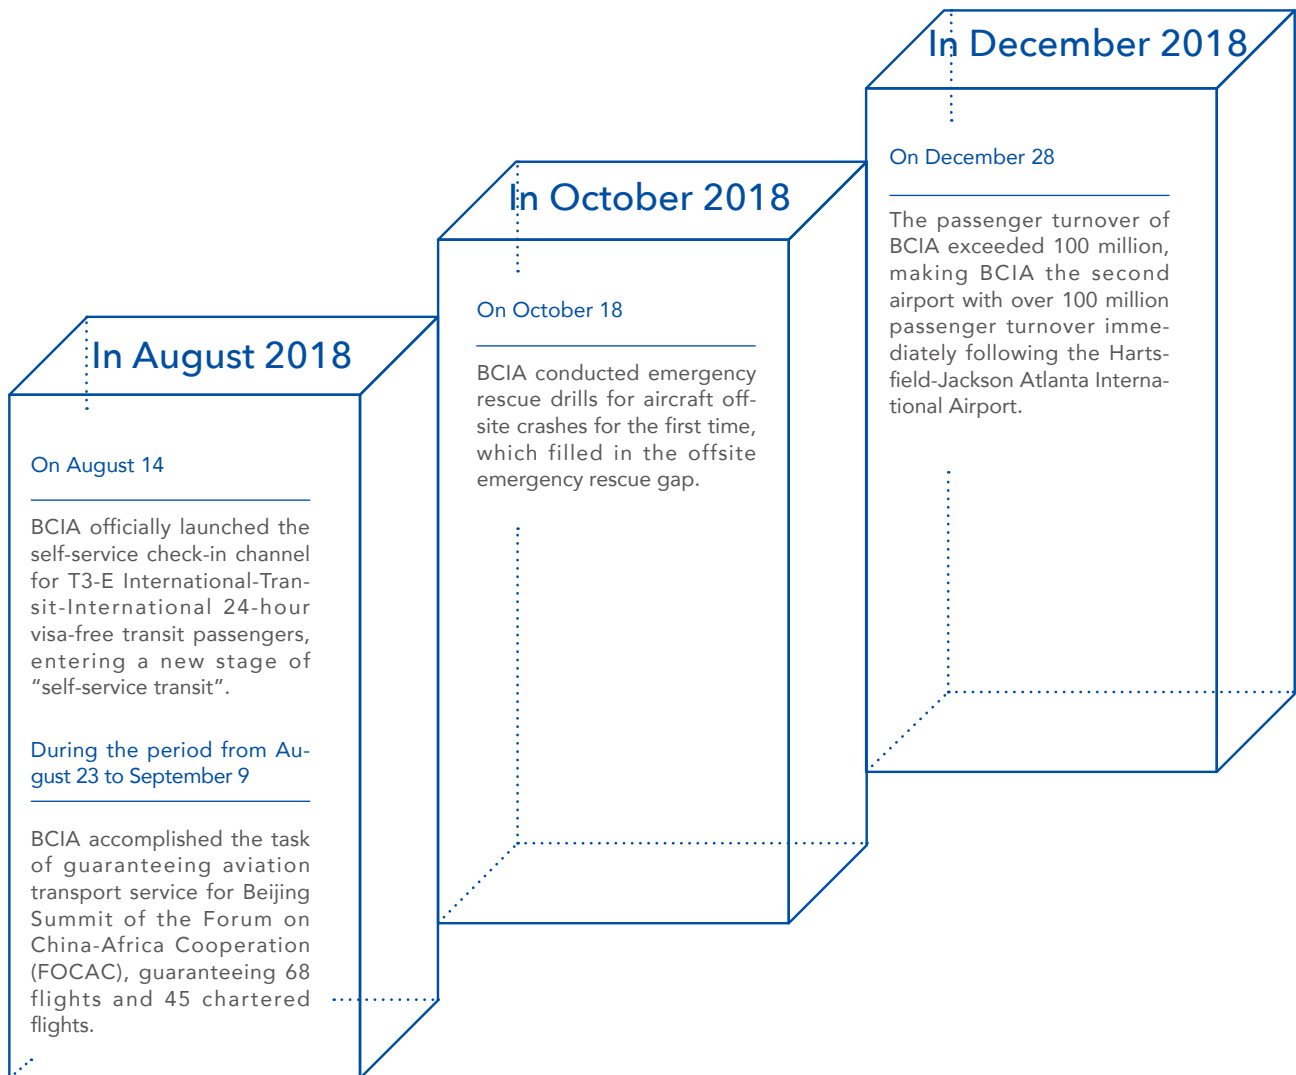 In August 2018
On August 14
BCIA officially launched the
self-service check-in channel
for T3-E International-Tran-
sit-International 24-hour
visa-free transit passengers,
entering a new stage of
“self-service transit”.
During the period from Au-
gust 23 to September 9
BCIA accomplished the task
of guaranteeing aviation
transport service for Beijing
Summit of the Forum on
China-Africa Cooperation
(FOCAC), guaranteeing 68
flights and 45 chartered
flights.
In October 2018
On October 18
BCIA conducted emergency
rescue drills for aircraft off-
site crashes for the first time,
which filled in the offsite
emergency rescue gap.
In December 2018
On December 28
The passenger turnover of
BCIA exceeded 100 million,
making BCIA the second
airport with over 100 million
passenger turnover imme-
diately following the Harts-
field-Jackson Atlanta Interna-
tional Airport.